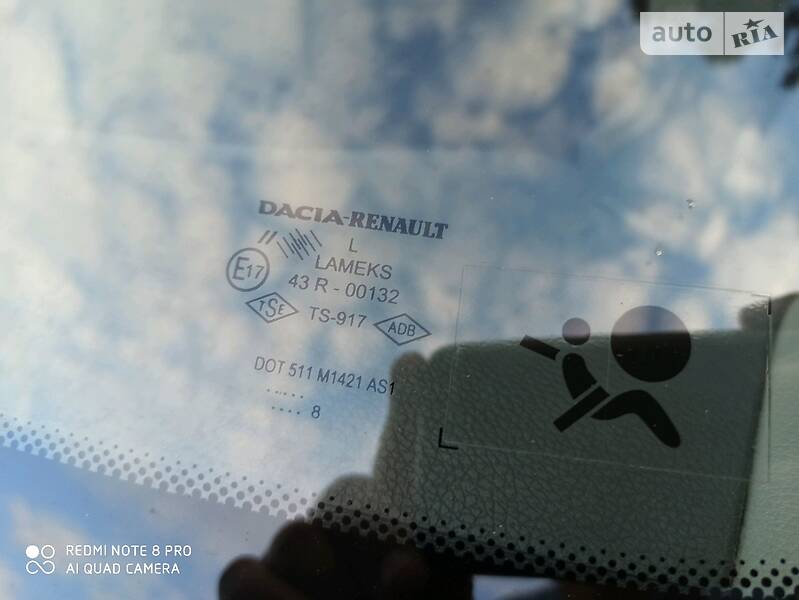 auto RIA
DACIA-RENAULT
L
LAMEKS
E17
43 R - 00132
TSE TS-917 ADB
DOT 511 M1421 AS1
......
.... 8
REDMI NOTE 8 PRO
AI QUAD CAMERA